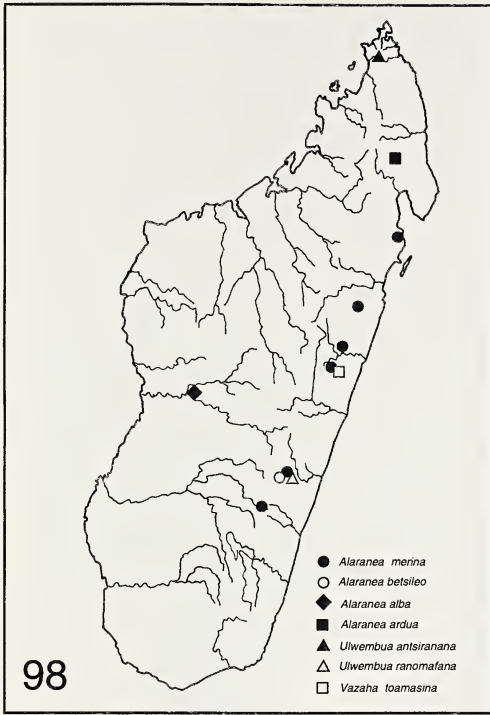 Alaranea merina
Alaranea betsileo
Alaranea alba
Alaranea ardua
Ulwembua antsiranana
Ulwembua ranomafana
Vazaha toamasina
98